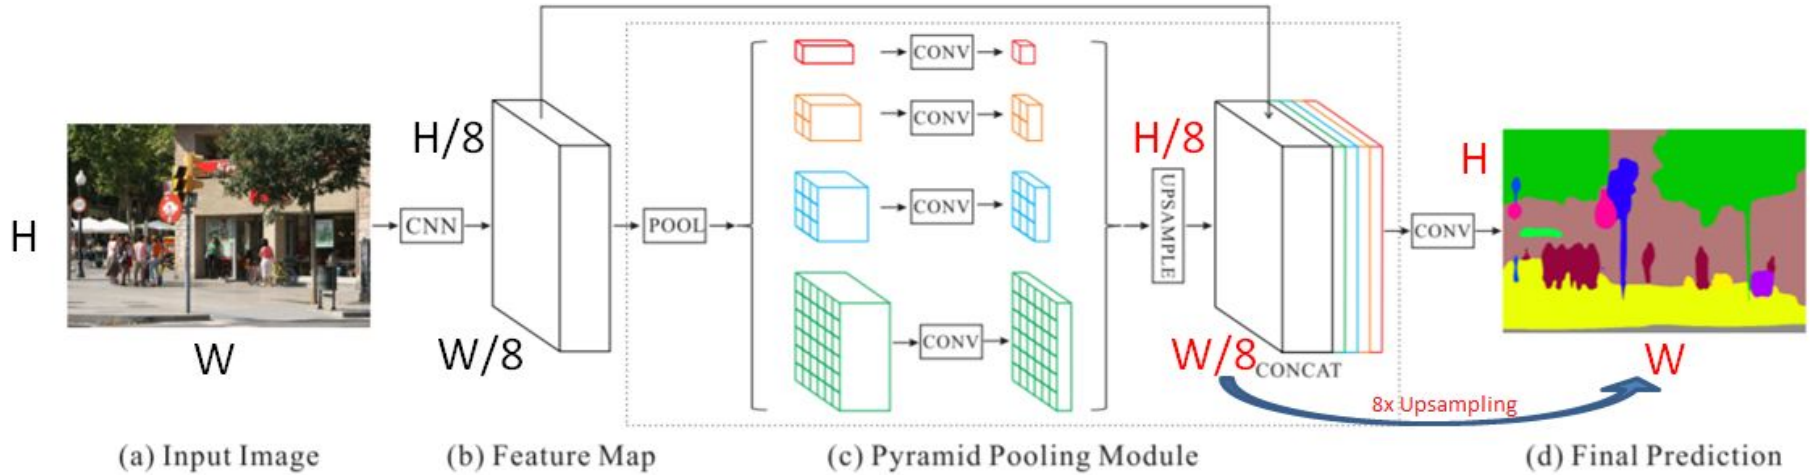 H
W
CNN
H/8
W/8
POOL
CONV
CONV
CONV
CONV
H/8
UPSAMPLE
W/8
CONCAT
8x Upsampling
CONV
H
W
(a) Input Image
(b) Feature Map
(c) Pyramid Pooling Module
(d) Final Prediction